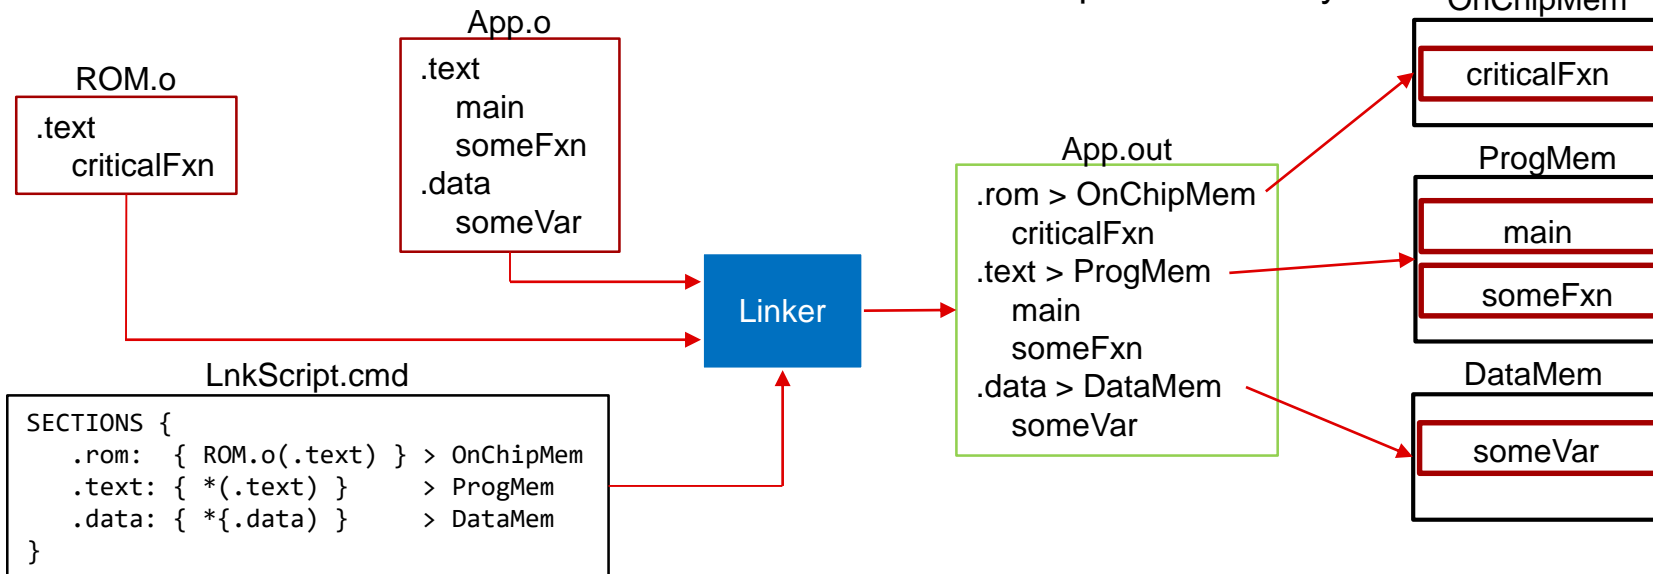 ROM.o
.text
criticalFxn
App.o
.text
main
someFxn
.data
someVar
LnkScript.cmd
SECTIONS {
.rom:  { ROM.o(.text) } > OnChipMem
.text: { *(.text) }     > ProgMem
.data: { *{.data) }     > DataMem
}
Linker
App.out
.rom > OnChipMem
criticalFxn
.text > ProgMem
main
someFxn
.data > DataMem
someVar
OnChipMem
criticalFxn
ProgMem
main
someFxn
DataMem
someVar